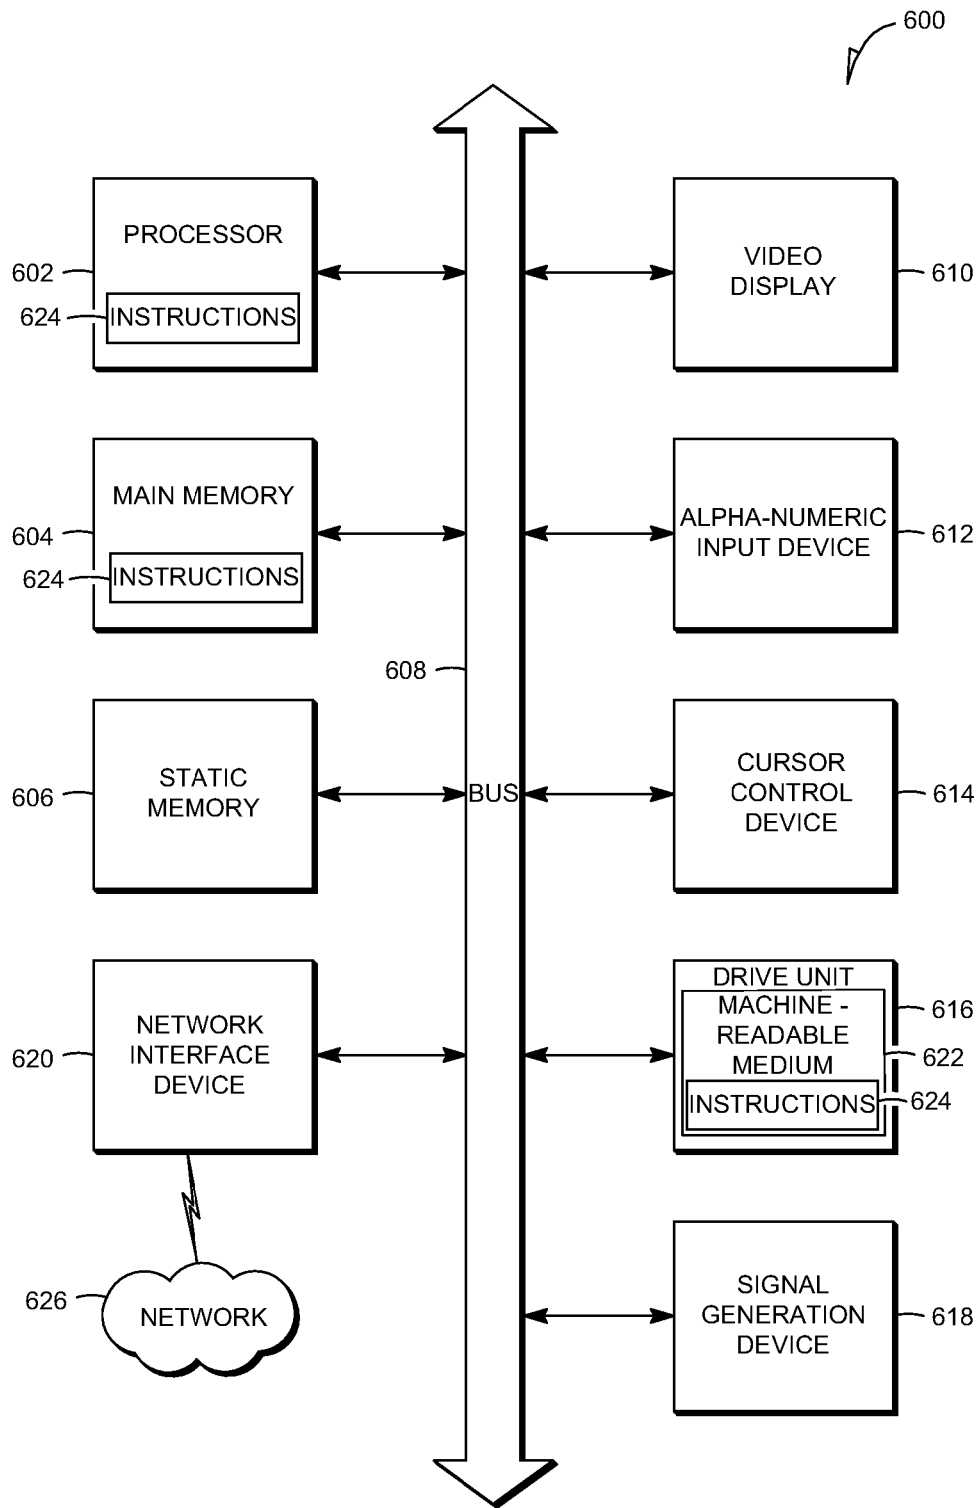 600
PROCESSOR
602
624
INSTRUCTIONS
VIDEO
DISPLAY
610
MAIN MEMORY
604
624
INSTRUCTIONS
ALPHA-NUMERIC
INPUT DEVICE
612
608
STATIC
MEMORY
606
BUS
CURSOR
CONTROL
DEVICE
614
NETWORK
INTERFACE
DEVICE
620
DRIVE UNIT
616
MACHINE -
READABLE
MEDIUM
622
INSTRUCTIONS
624
626
NETWORK
SIGNAL
GENERATION
DEVICE
618